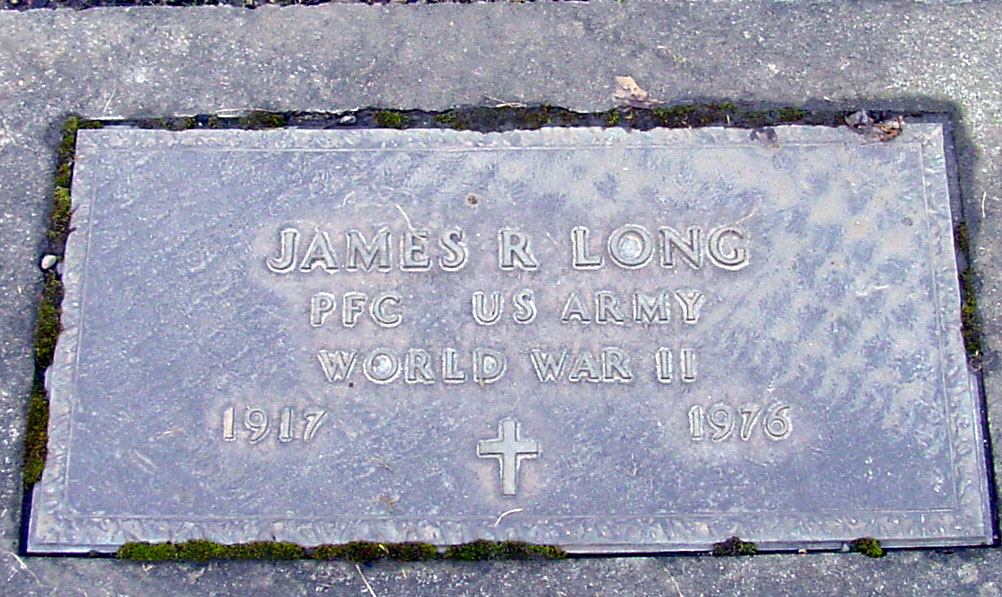 JAMES R LONG
PFC US ARMY
WORLD WAR II
1917 1976